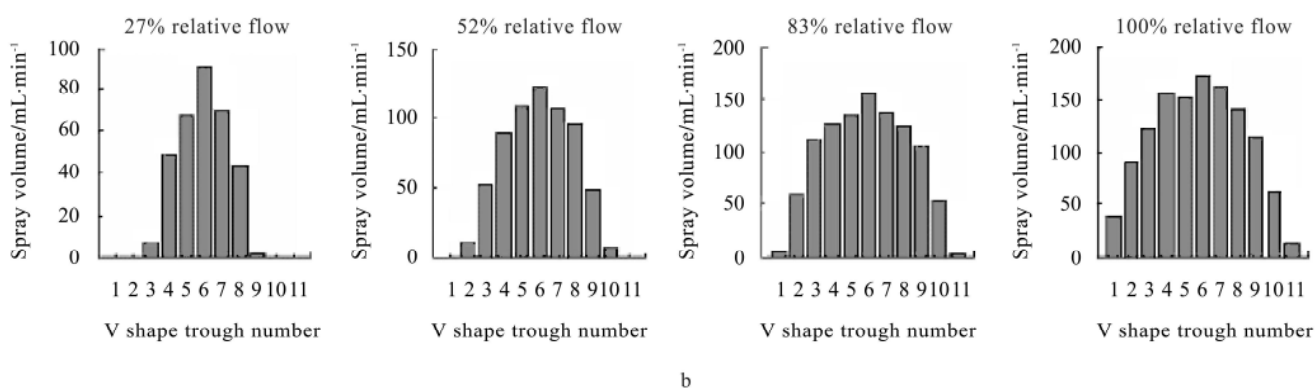 27% relative flow
Spray volume/mL·min⁻¹
100
80
60
40
20
0
1 2 3 4 5 6 7 8 9 10 11
V shape trough number
52% relative flow
Spray volume/mL·min⁻¹
150
100
50
0
1 2 3 4 5 6 7 8 9 10 11
V shape trough number
83% relative flow
Spray volume/mL·min⁻¹
200
150
100
50
0
1 2 3 4 5 6 7 8 9 10 11
V shape trough number
100% relative flow
Spray volume/mL·min⁻¹
200
150
100
50
0
1 2 3 4 5 6 7 8 9 10 11
V shape trough number
b